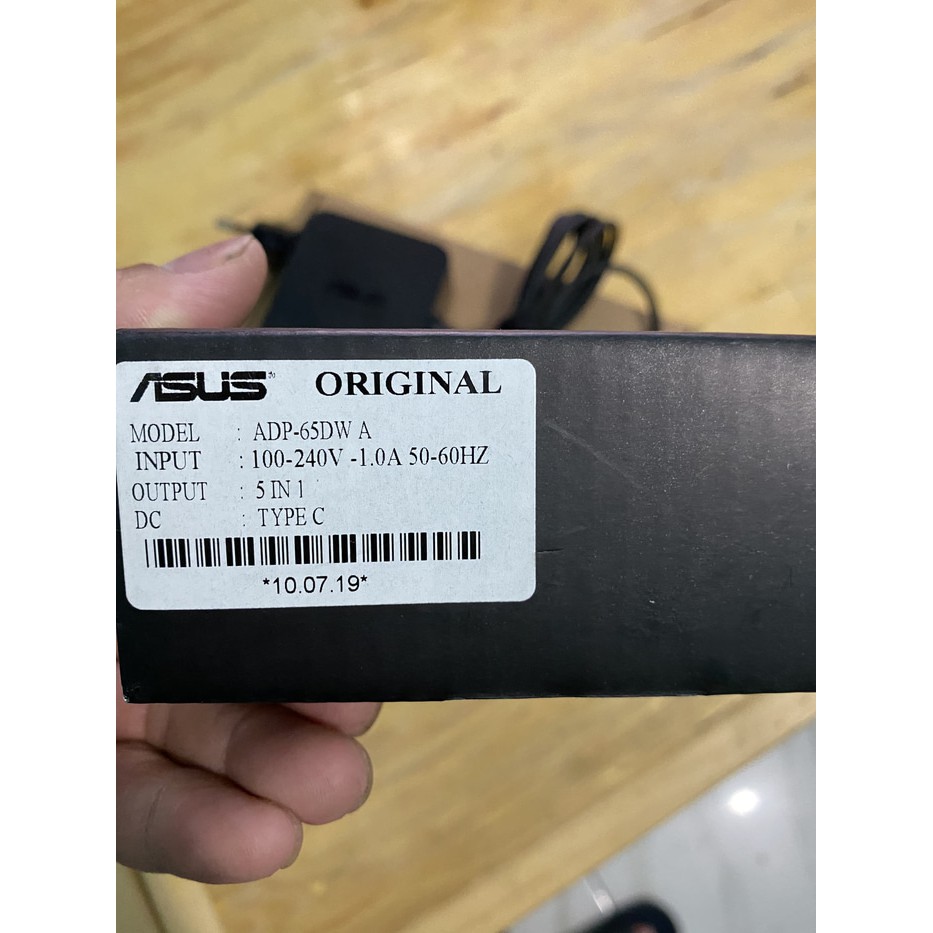 ASUS ORIGINAL
MODEL : ADP-65DW A
INPUT : 100-240V -1.0A 50-60HZ
OUTPUT : 5 IN 1
DC : TYPE C
*10.07.19*